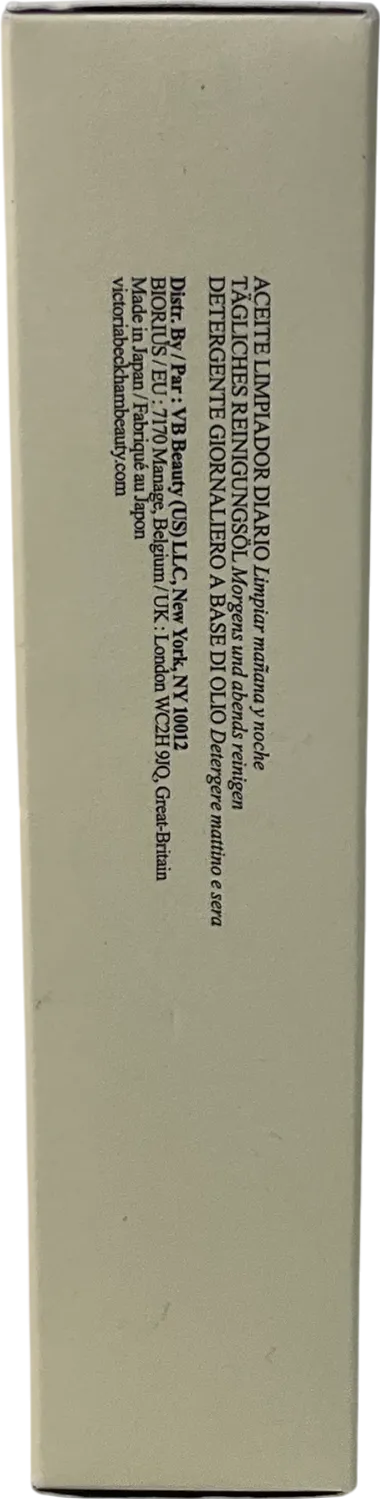 ACEITE LIMPIADOR DIARIO Limpiar mañana y noche
TÄGLICHES REINIGUNGSÖL Morgens und abends reinigen
DETERGENTE GIORNALIERO A BASE DI OLIO Detergere mattino e sera
Distr. By / Par : VB Beauty (US) LLC, New York, NY 10012
BIORIUS / EU : 7170 Manage, Belgium / UK : London WC2H 9JQ, Great-Britain
Made in Japan / Fabriqué au Japon
victoriabeckhambeauty.com